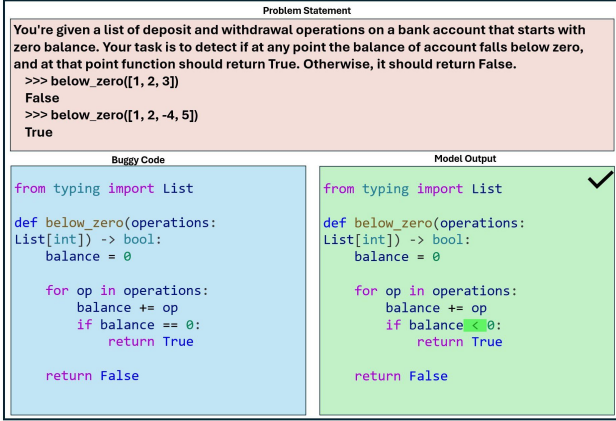 Problem Statement
You're given a list of deposit and withdrawal operations on a bank account that starts with
zero balance. Your task is to detect if at any point the balance of account falls below zero,
and at that point function should return True. Otherwise, it should return False.
>>> below_zero([1, 2, 3])
False
>>> below_zero([1, 2, -4, 5])
True
Buggy Code
from typing import List
def below_zero(operations:
List[int]) -> bool:
balance = 0
for op in operations:
balance += op
if balance == 0:
return True
return False
Model Output
from typing import List
def below_zero(operations:
List[int]) -> bool:
balance = 0
for op in operations:
balance += op
if balance < 0:
return True
return False